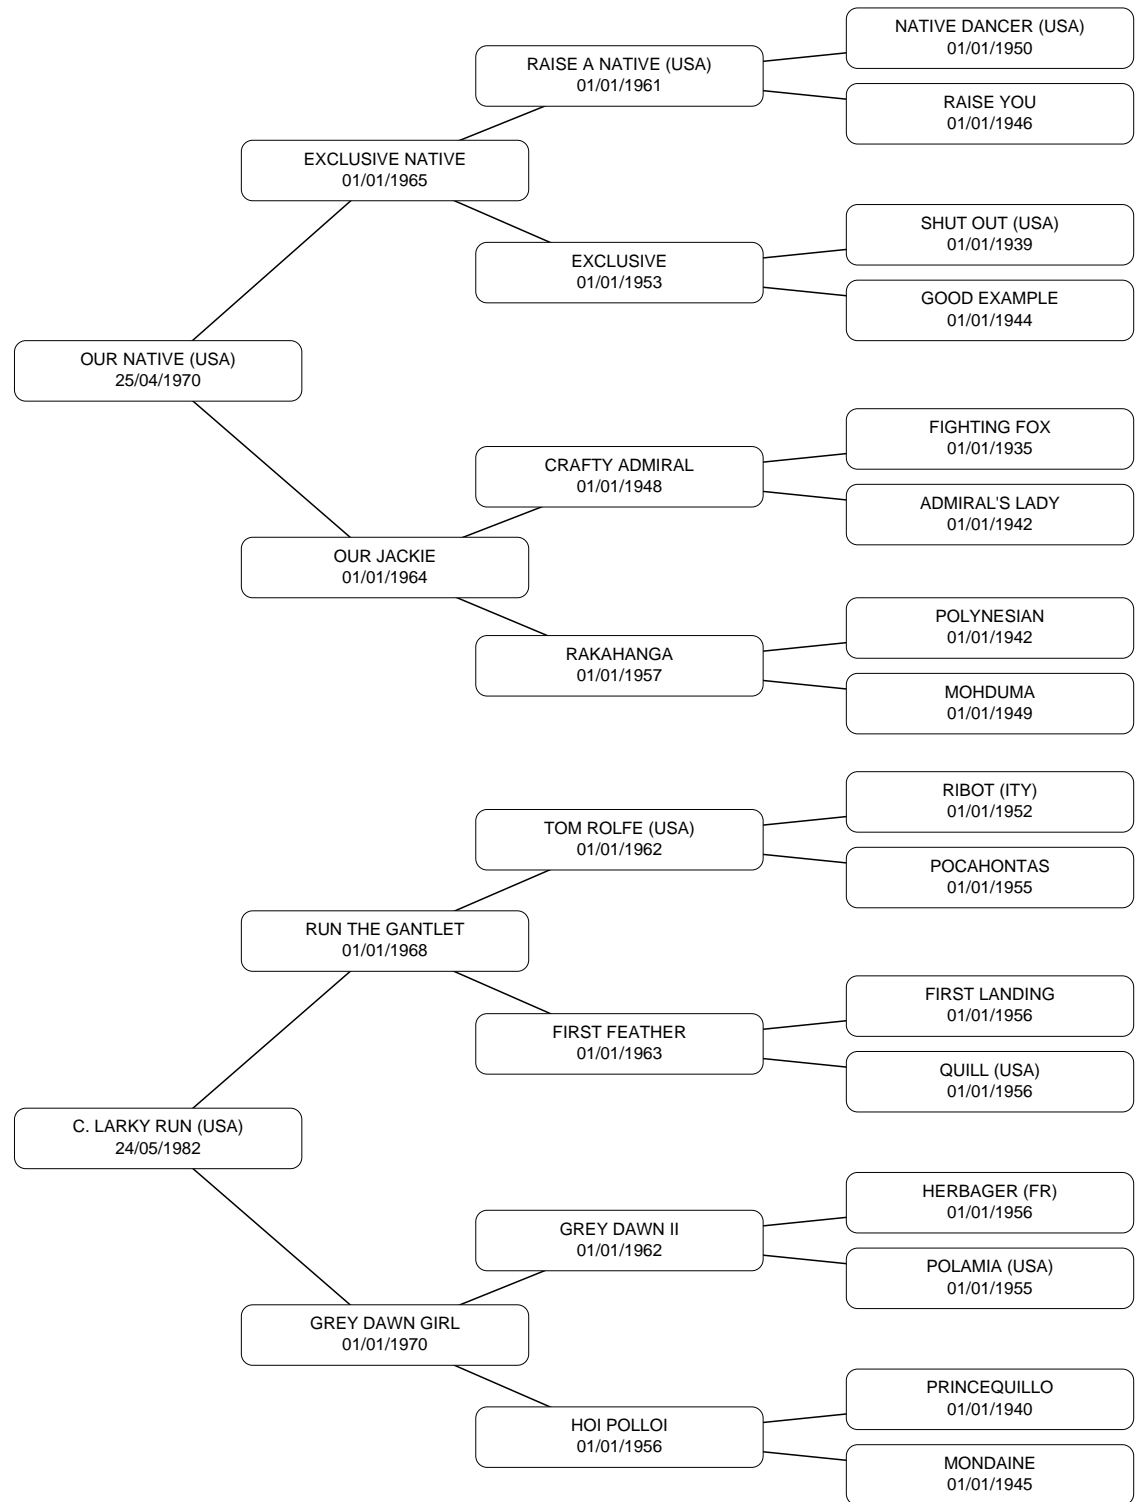 NATIVE DANCER (USA)
01/01/1950
RAISE A NATIVE (USA)
01/01/1961
RAISE YOU
01/01/1946
EXCLUSIVE NATIVE
01/01/1965
SHUT OUT (USA)
01/01/1939
EXCLUSIVE
01/01/1953
GOOD EXAMPLE
01/01/1944
OUR NATIVE (USA)
25/04/1970
FIGHTING FOX
01/01/1935
CRAFTY ADMIRAL
01/01/1948
ADMIRAL'S LADY
01/01/1942
OUR JACKIE
01/01/1964
POLYNESIAN
01/01/1942
RAKAHANGA
01/01/1957
MOHDUMA
01/01/1949
RIBOT (ITY)
01/01/1952
TOM ROLFE (USA)
01/01/1962
POCAHONTAS
01/01/1955
RUN THE GANTLET
01/01/1968
FIRST LANDING
01/01/1956
FIRST FEATHER
01/01/1963
QUILL (USA)
01/01/1956
C. LARKY RUN (USA)
24/05/1982
HERBAGER (FR)
01/01/1956
GREY DAWN II
01/01/1962
POLAMIA (USA)
01/01/1955
GREY DAWN GIRL
01/01/1970
PRINCEQUILLO
01/01/1940
HOI POLLOI
01/01/1956
MONDAINE
01/01/1945